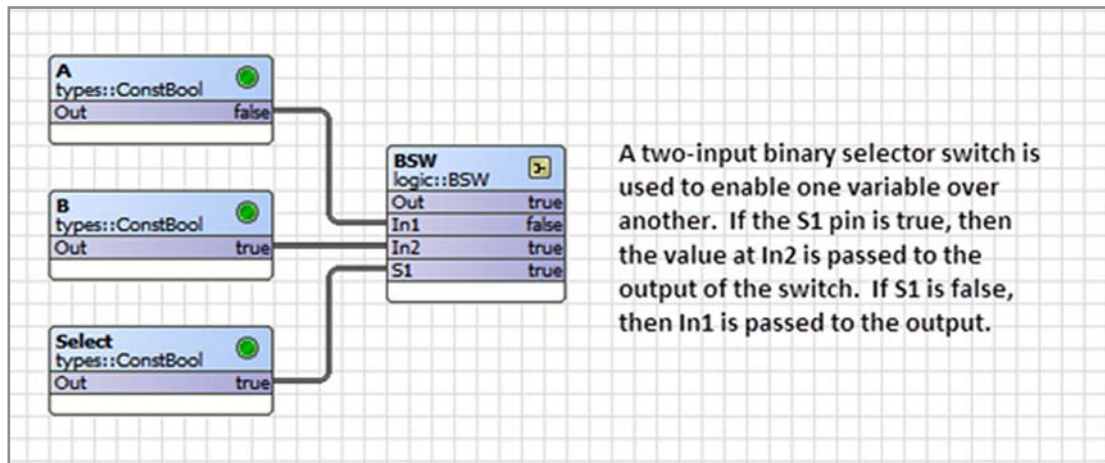 A
types::ConstBool
Out false
B
types::ConstBool
Out true
Select
types::ConstBool
Out true
BSW
logic::BSW
Out true
In1 false
In2 true
S1 true
A two-input binary selector switch is
used to enable one variable over
another. If the S1 pin is true, then
the value at In2 is passed to the
output of the switch. If S1 is false,
then In1 is passed to the output.